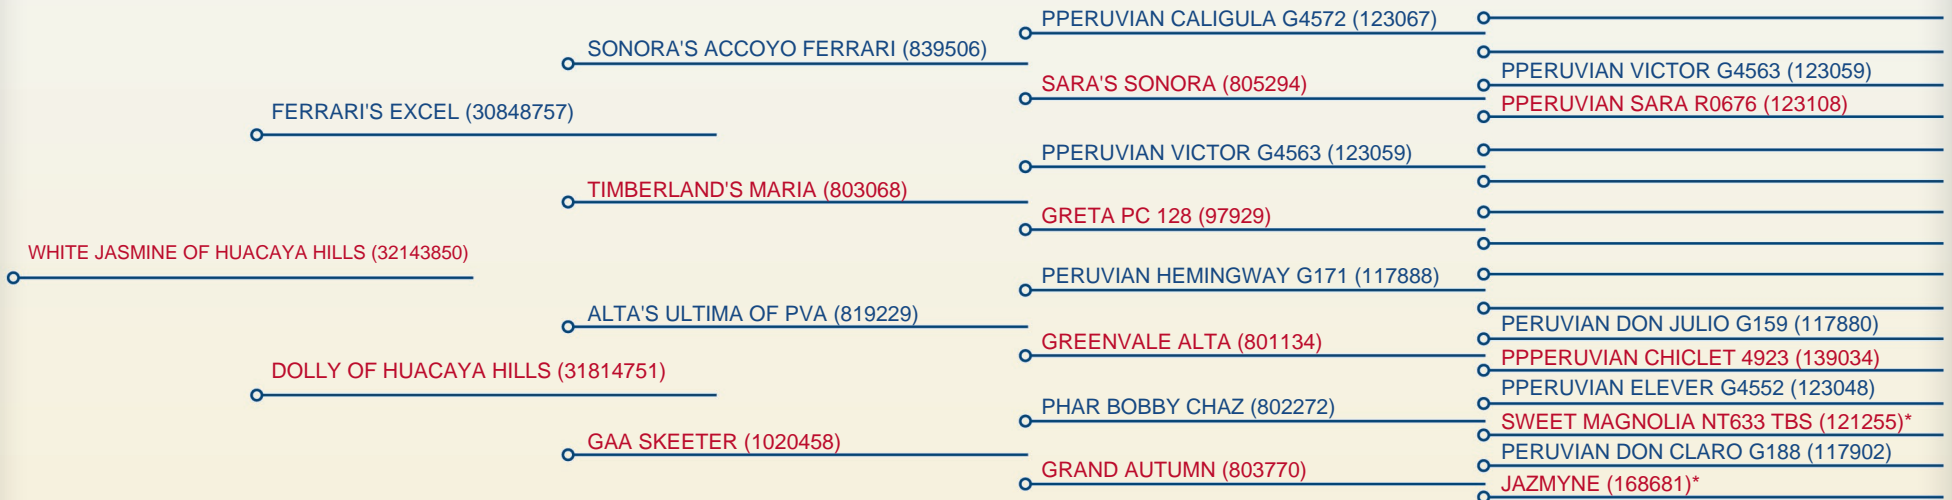 PPERUVIAN CALIGULA G4572 (123067)
SONORA'S ACCOYO FERRARI (839506)
PPERUVIAN VICTOR G4563 (123059)
SARA'S SONORA (805294)
PPERUVIAN SARA R0676 (123108)
FERRARI'S EXCEL (30848757)
PPERUVIAN VICTOR G4563 (123059)
TIMBERLAND'S MARIA (803068)
GRETA PC 128 (97929)
WHITE JASMINE OF HUACAYA HILLS (32143850)
PERUVIAN HEMINGWAY G171 (117888)
ALTA'S ULTIMA OF PVA (819229)
PERUVIAN DON JULIO G159 (117880)
GREENVALE ALTA (801134)
PPPERUVIAN CHICLET 4923 (139034)
DOLLY OF HUACAYA HILLS (31814751)
PPERUVIAN ELEVER G4552 (123048)
PHAR BOBBY CHAZ (802272)
SWEET MAGNOLIA NT633 TBS (121255)*
GAA SKEETER (1020458)
PERUVIAN DON CLARO G188 (117902)
GRAND AUTUMN (803770)
JAZMYNE (168681)*